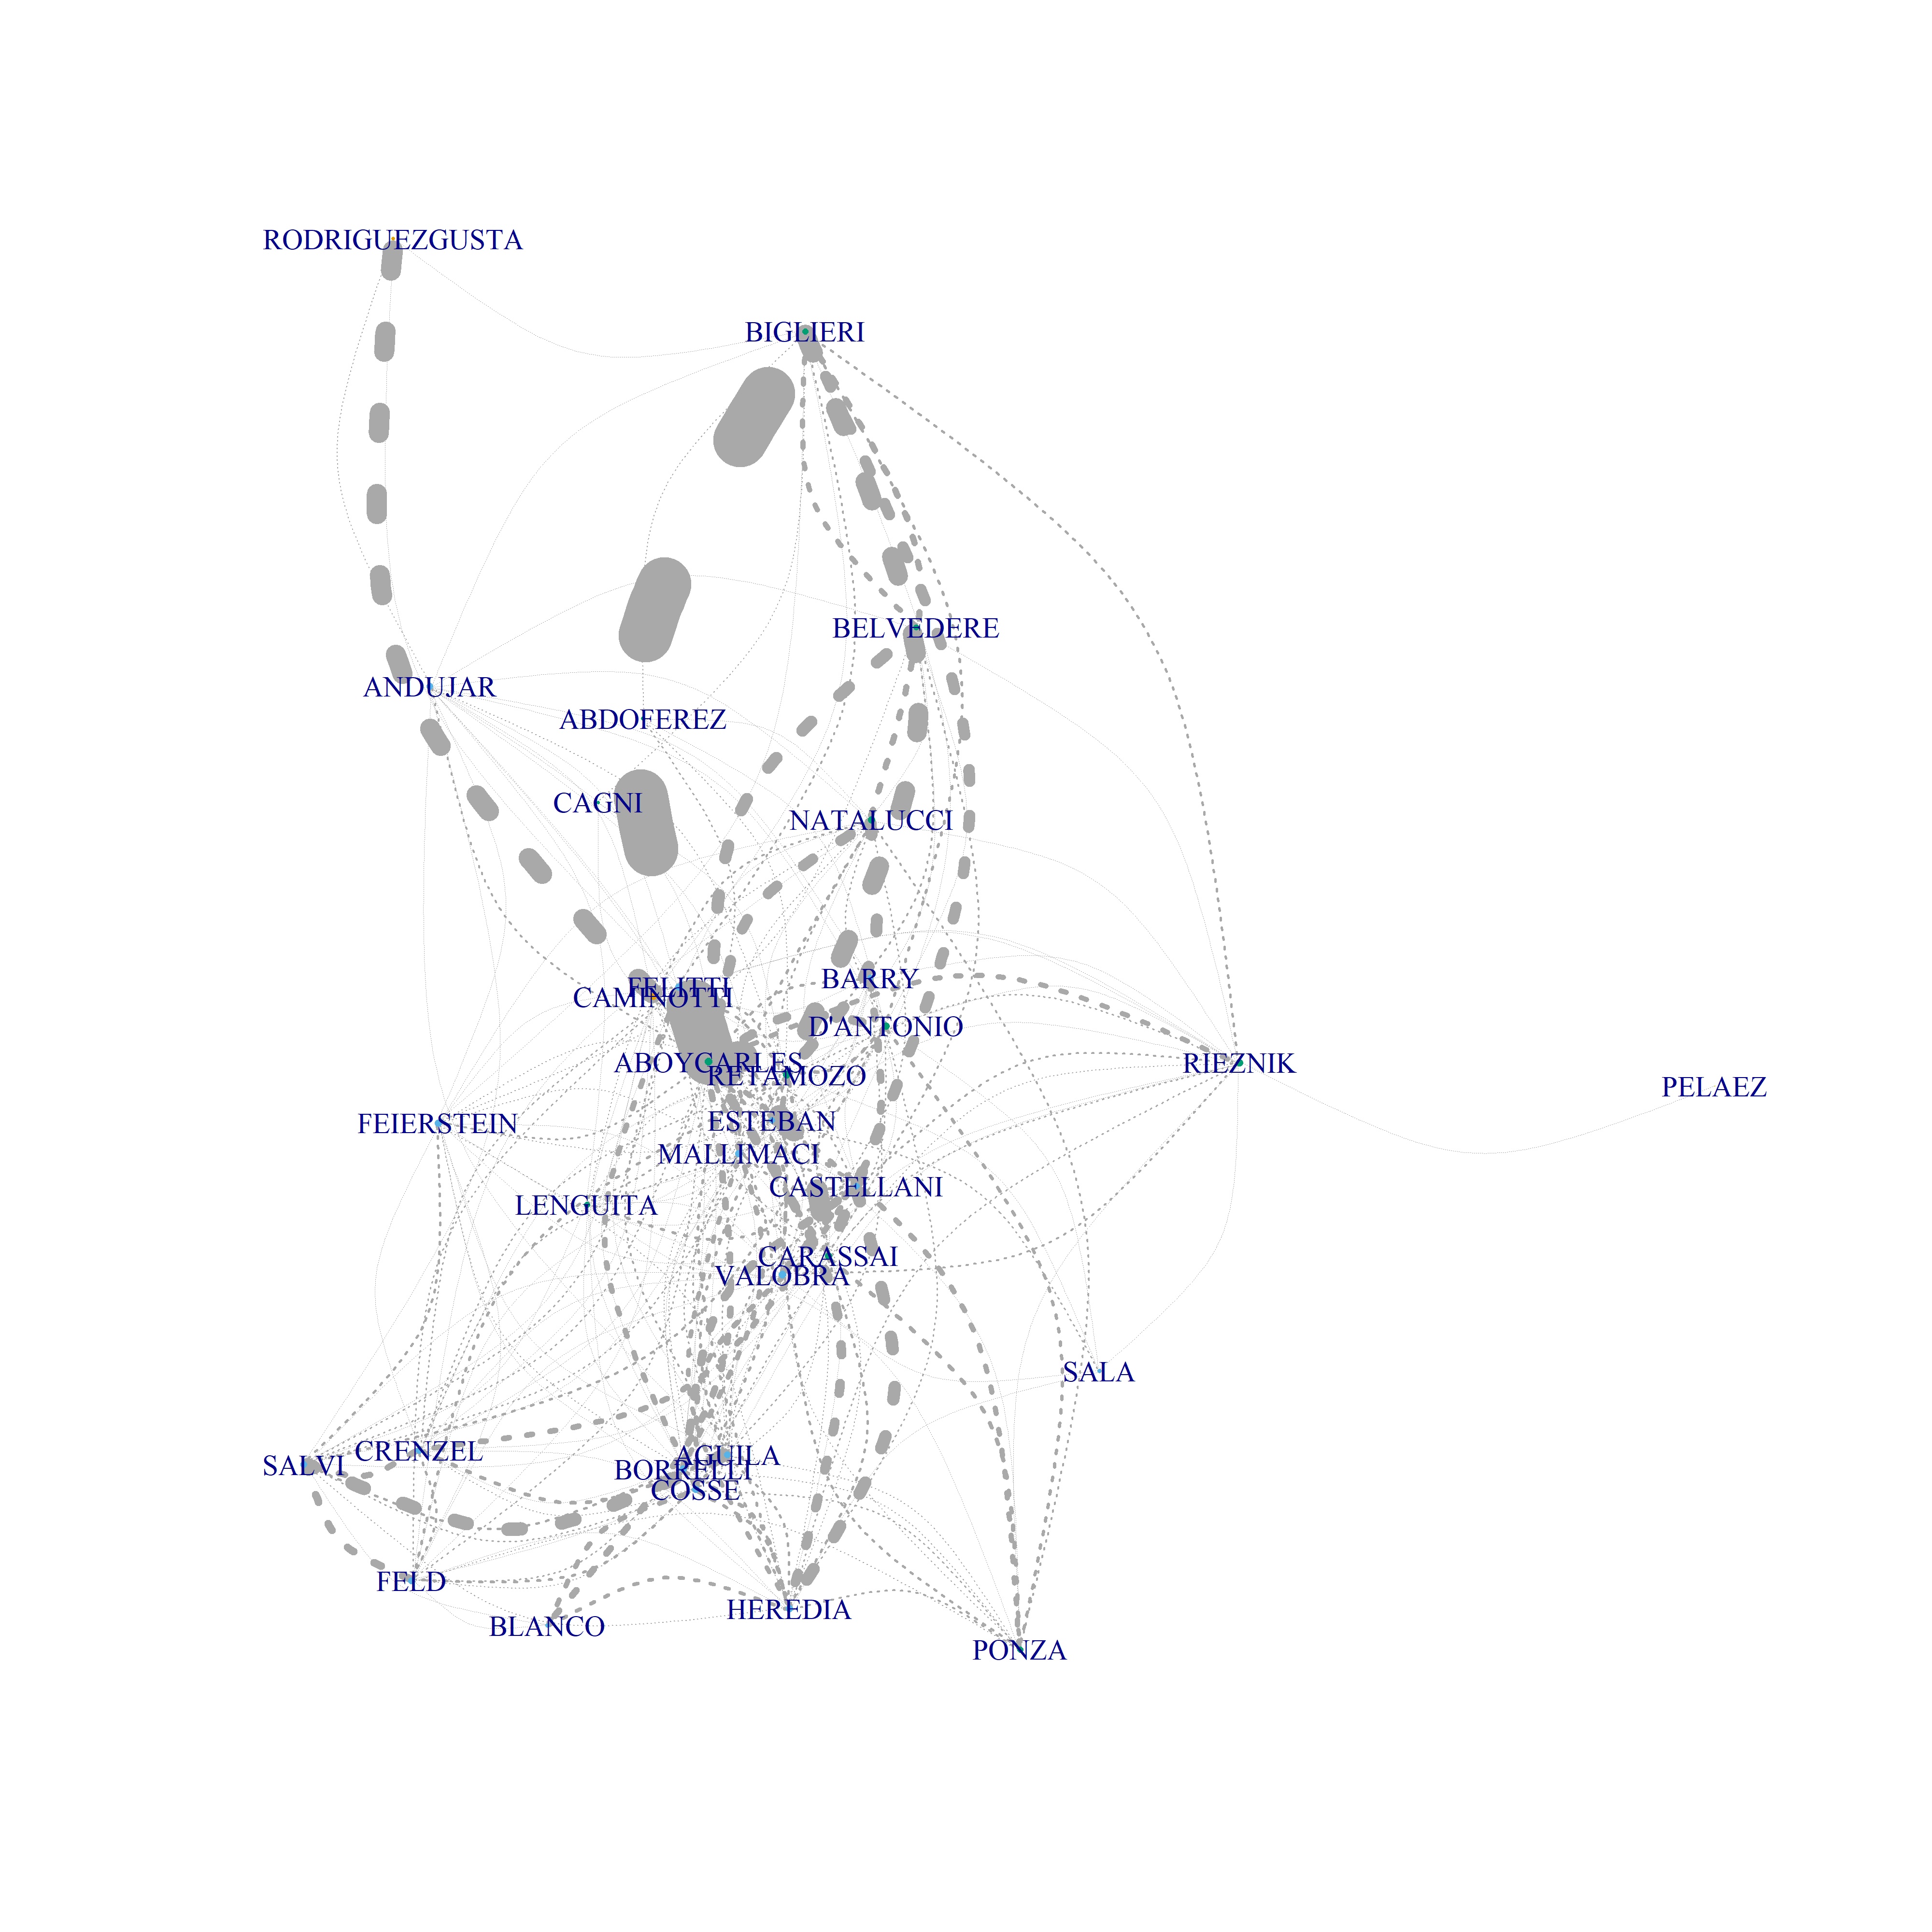 RODRIGUEZGUSTA
BIGLIERI
BELVEDERE
ANDUJAR
ABDOFEREZ
CAGNI
NATALUCCI
BARRY
FELITTI
CAMINOTTI
D'ANTONIO
ABOYCARLES
RETAMOZO
RIEZNIK
PELAEZ
ESTEBAN
FEIERSTEIN
MALLIMACI
CASTELLANI
LENGUITA
CARASSAI
VALOBRA
SALA
CRENZEL
AGUILA
SALVI
BORRELLI
COSSE
FELD
HEREDIA
BLANCO
PONZA